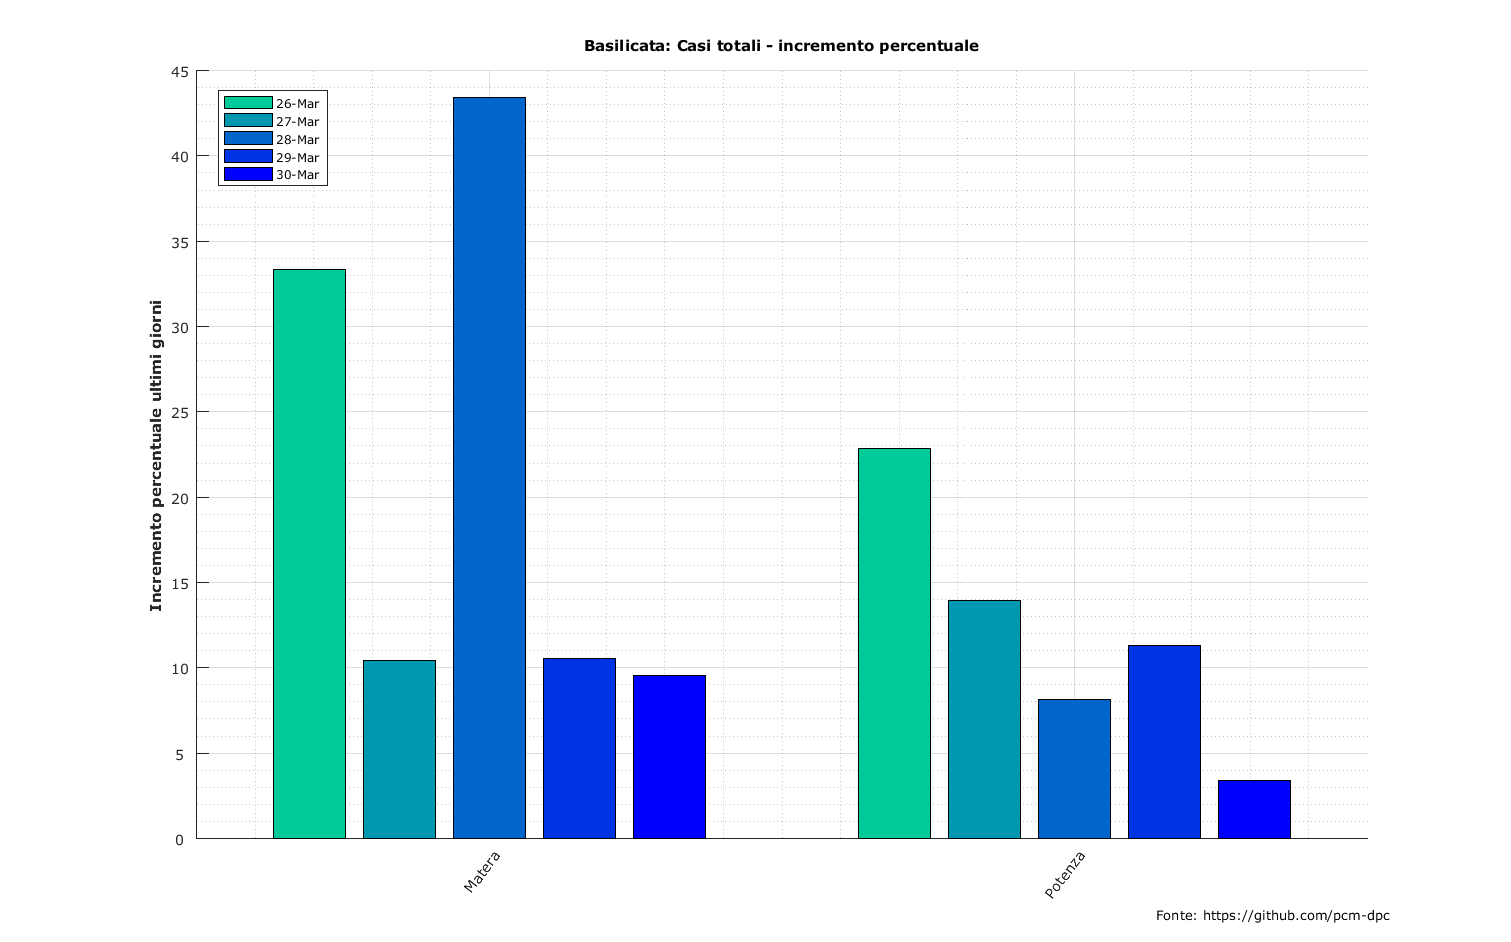 Basilicata: Casi totali - incremento percentuale
Incremento percentuale ultimi giorni
45
40
35
30
25
20
15
10
5
0
26-Mar
27-Mar
28-Mar
29-Mar
30-Mar
Matera
Potenza
Fonte: https://github.com/pcm-dpc